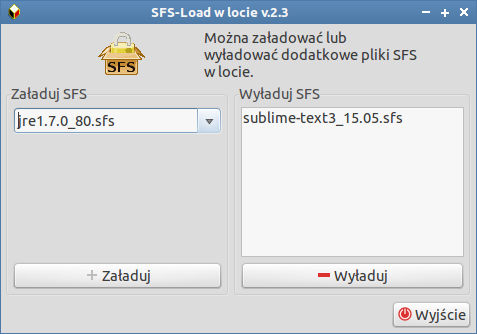 SFS-Load w locie v.2.3
SFS
Można załadować lub
wyładować dodatkowe pliki SFS
w locie.
Załaduj SFS
jre1.7.0_80.sfs
Załaduj
Wyładuj SFS
sublime-text3_15.05.sfs
Wyładuj
Wyjście